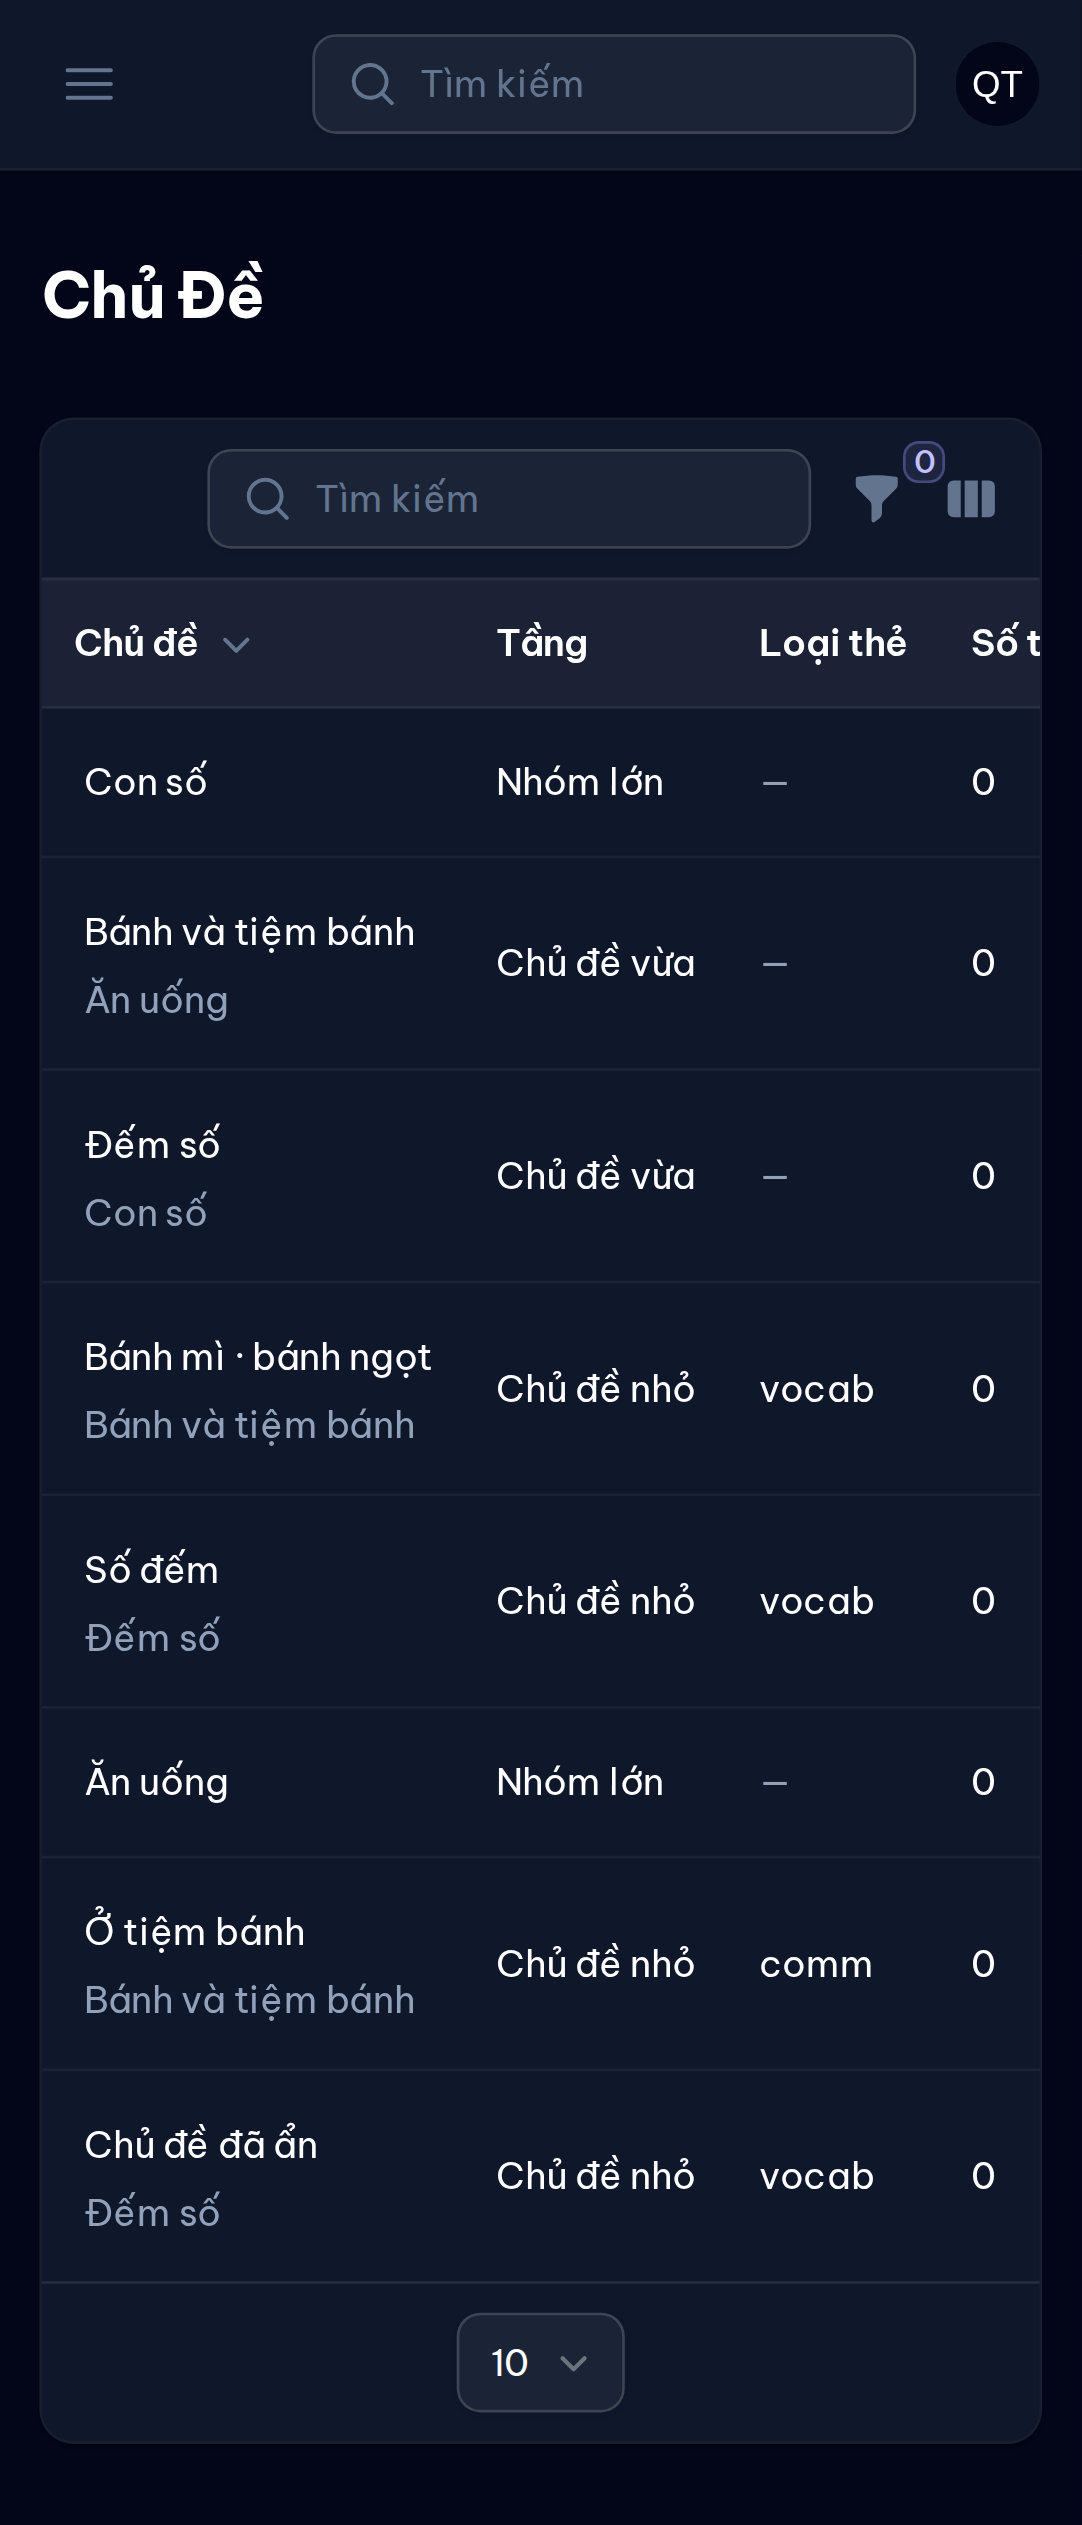 Tìm kiếm
QT
Chủ Đề
Tìm kiếm
0
Chủ đề Tầng Loại thẻ Số t
Con số Nhóm lớn — 0
Bánh và tiệm bánh
Ăn uống
Chủ đề vừa — 0
Đếm số
Con số
Chủ đề vừa — 0
Bánh mì · bánh ngọt
Bánh và tiệm bánh
Chủ đề nhỏ vocab 0
Số đếm
Đếm số
Chủ đề nhỏ vocab 0
Ăn uống Nhóm lớn — 0
Ở tiệm bánh
Bánh và tiệm bánh
Chủ đề nhỏ comm 0
Chủ đề đã ẩn
Đếm số
Chủ đề nhỏ vocab 0
10